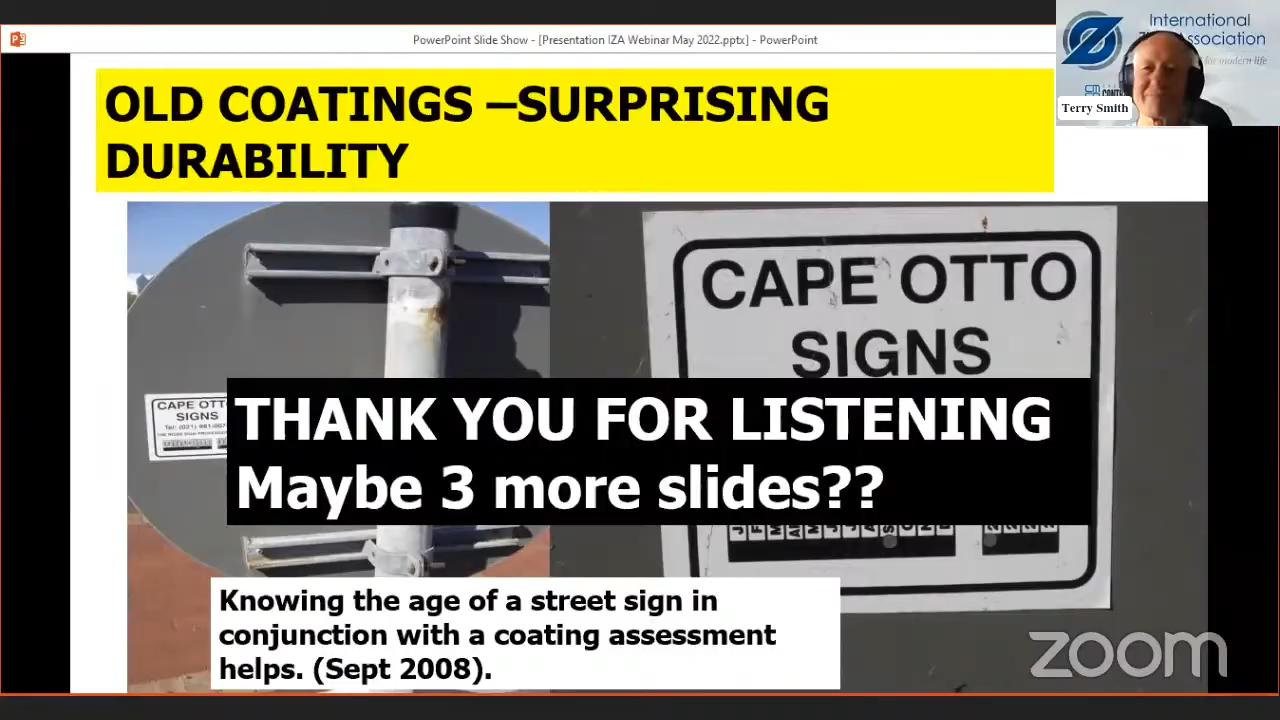 PowerPoint Slide Show - [Presentation IZA Webinar May 2022.pptx] - PowerPoint
International
Association
for modern life
Terry Smith
OLD COATINGS –SURPRISING
DURABILITY
CAPE OTTO
SIGNS
CAPE OTT
SIGNS
THANK YOU FOR LISTENING
Maybe 3 more slides??
Knowing the age of a street sign in
conjunction with a coating assessment
helps. (Sept 2008).
zoom